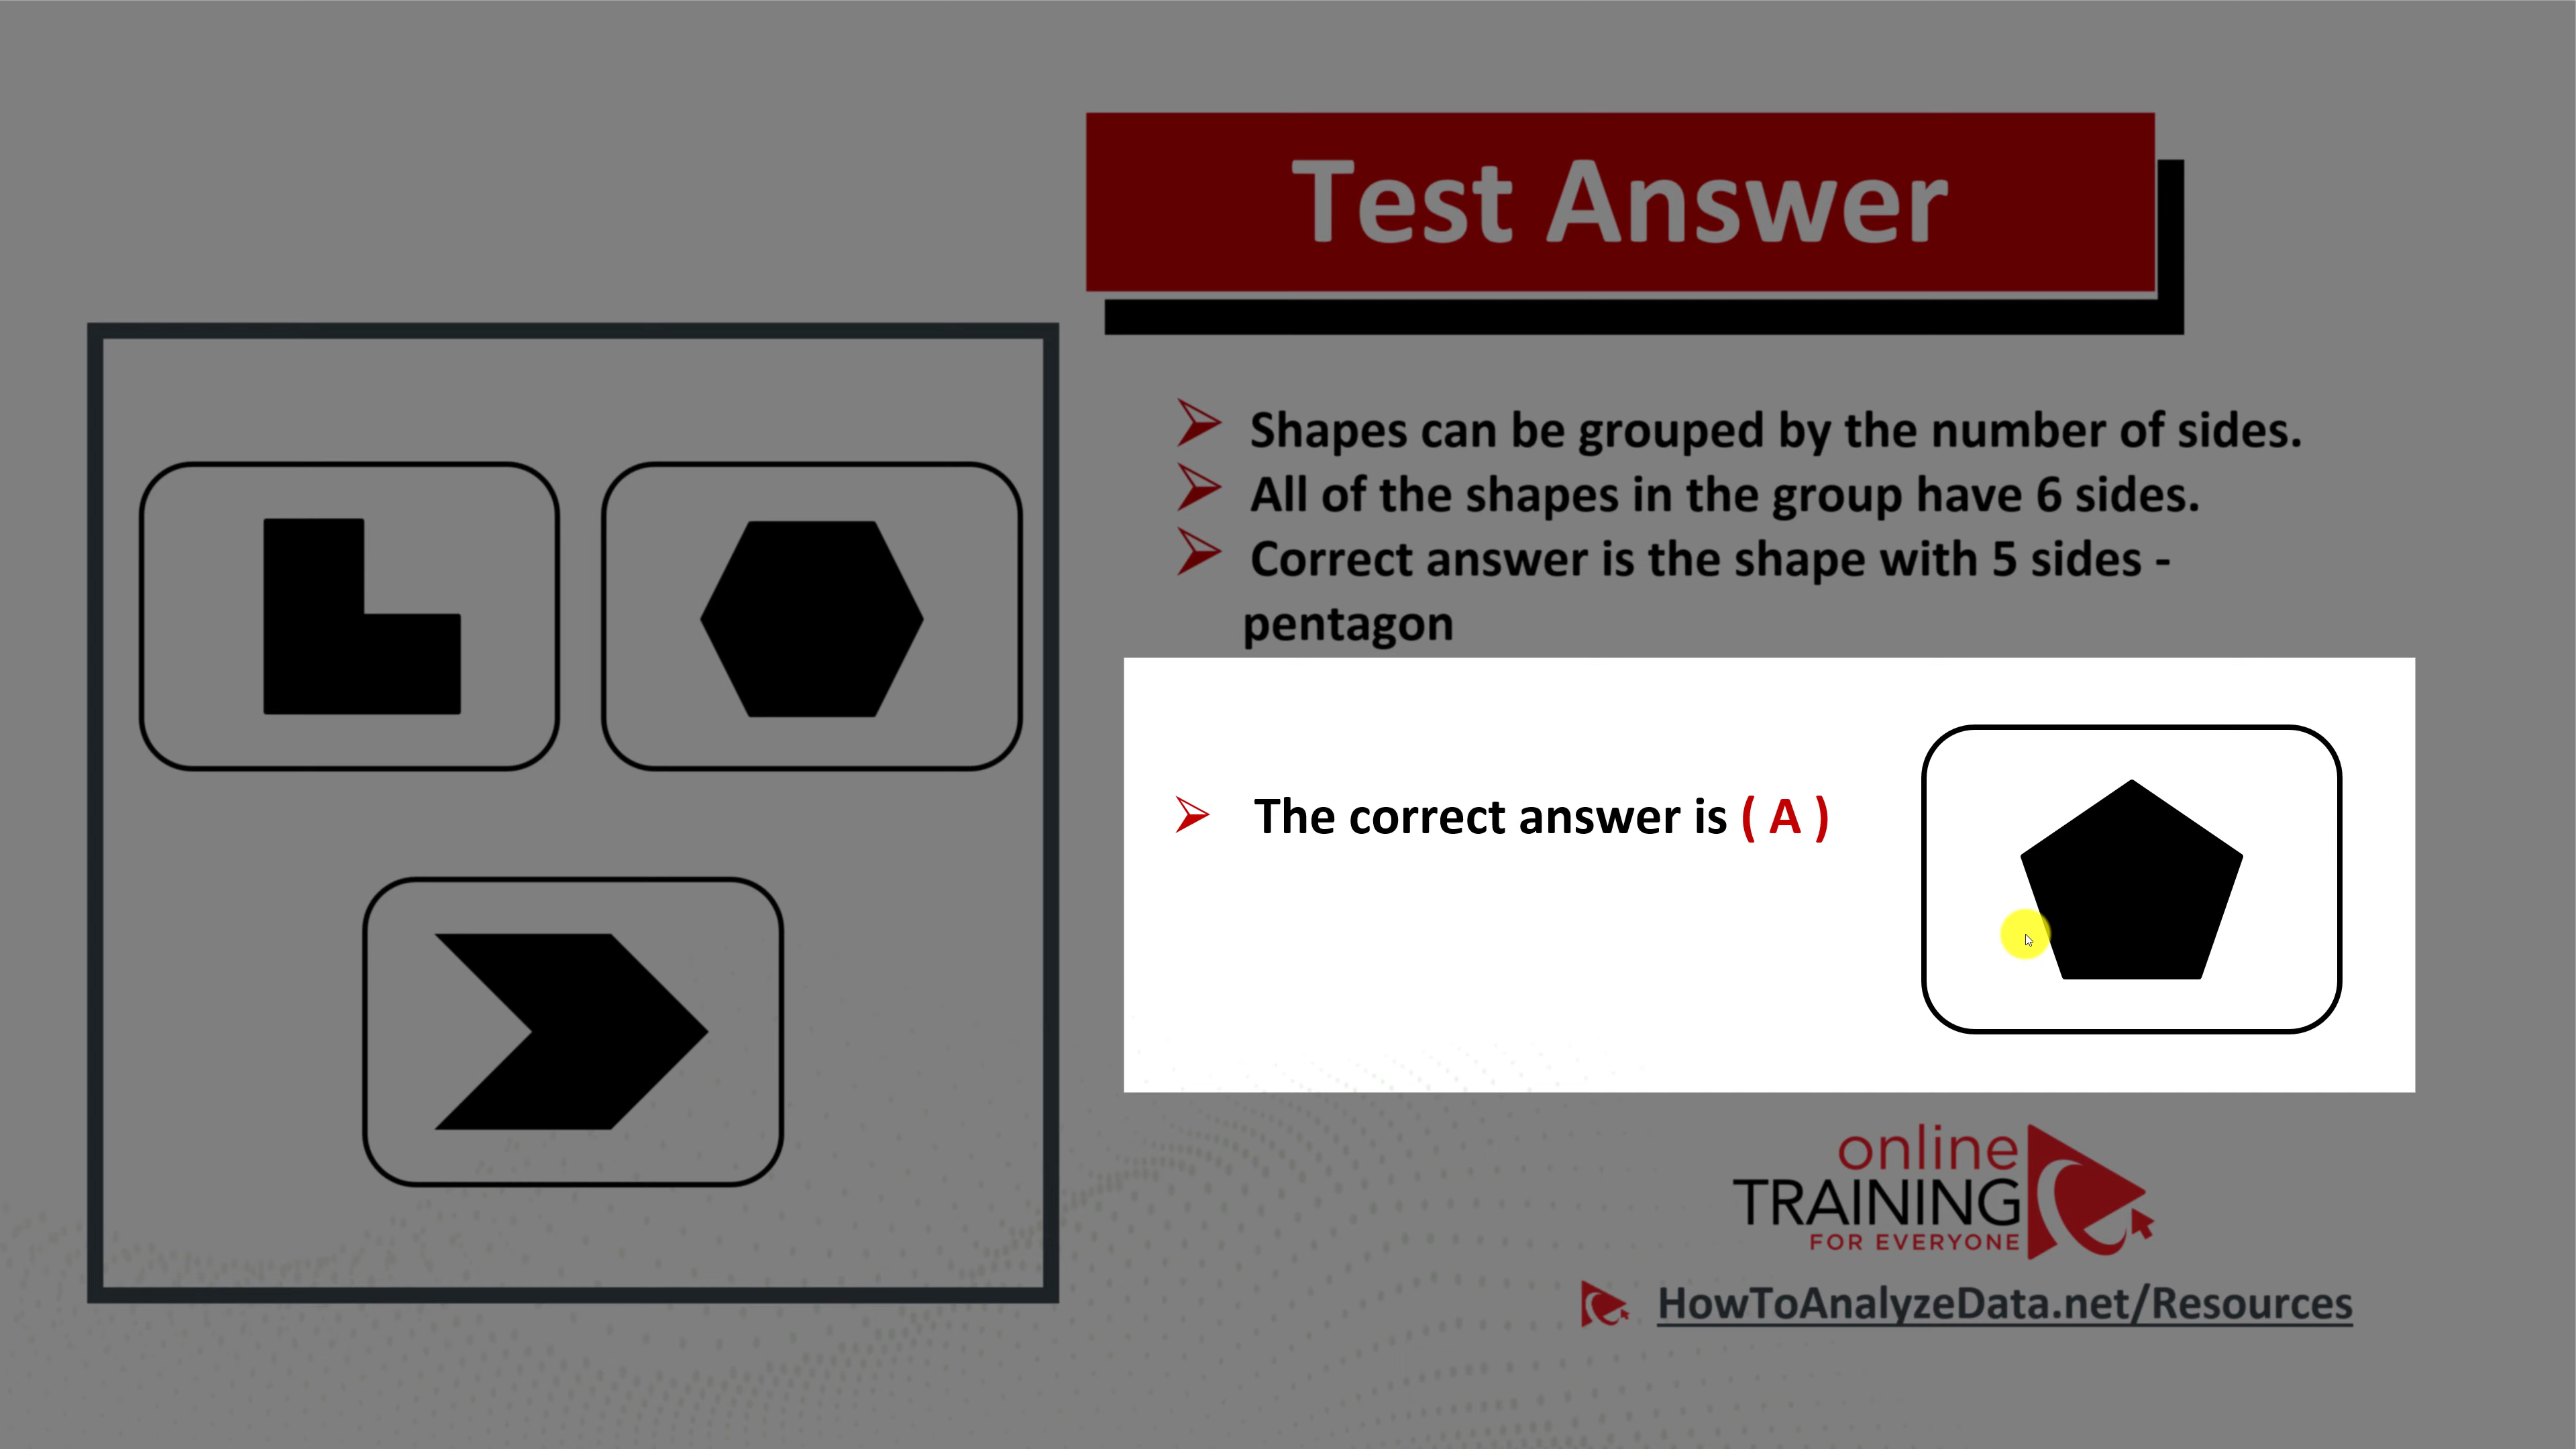 Test Answer
Shapes can be grouped by the number of sides.
All of the shapes in the group have 6 sides.
Correct answer is the shape with 5 sides -
pentagon
The correct answer is ( A )
online
TRAINING
FOR EVERYONE
HowToAnalyzeData.net/Resources